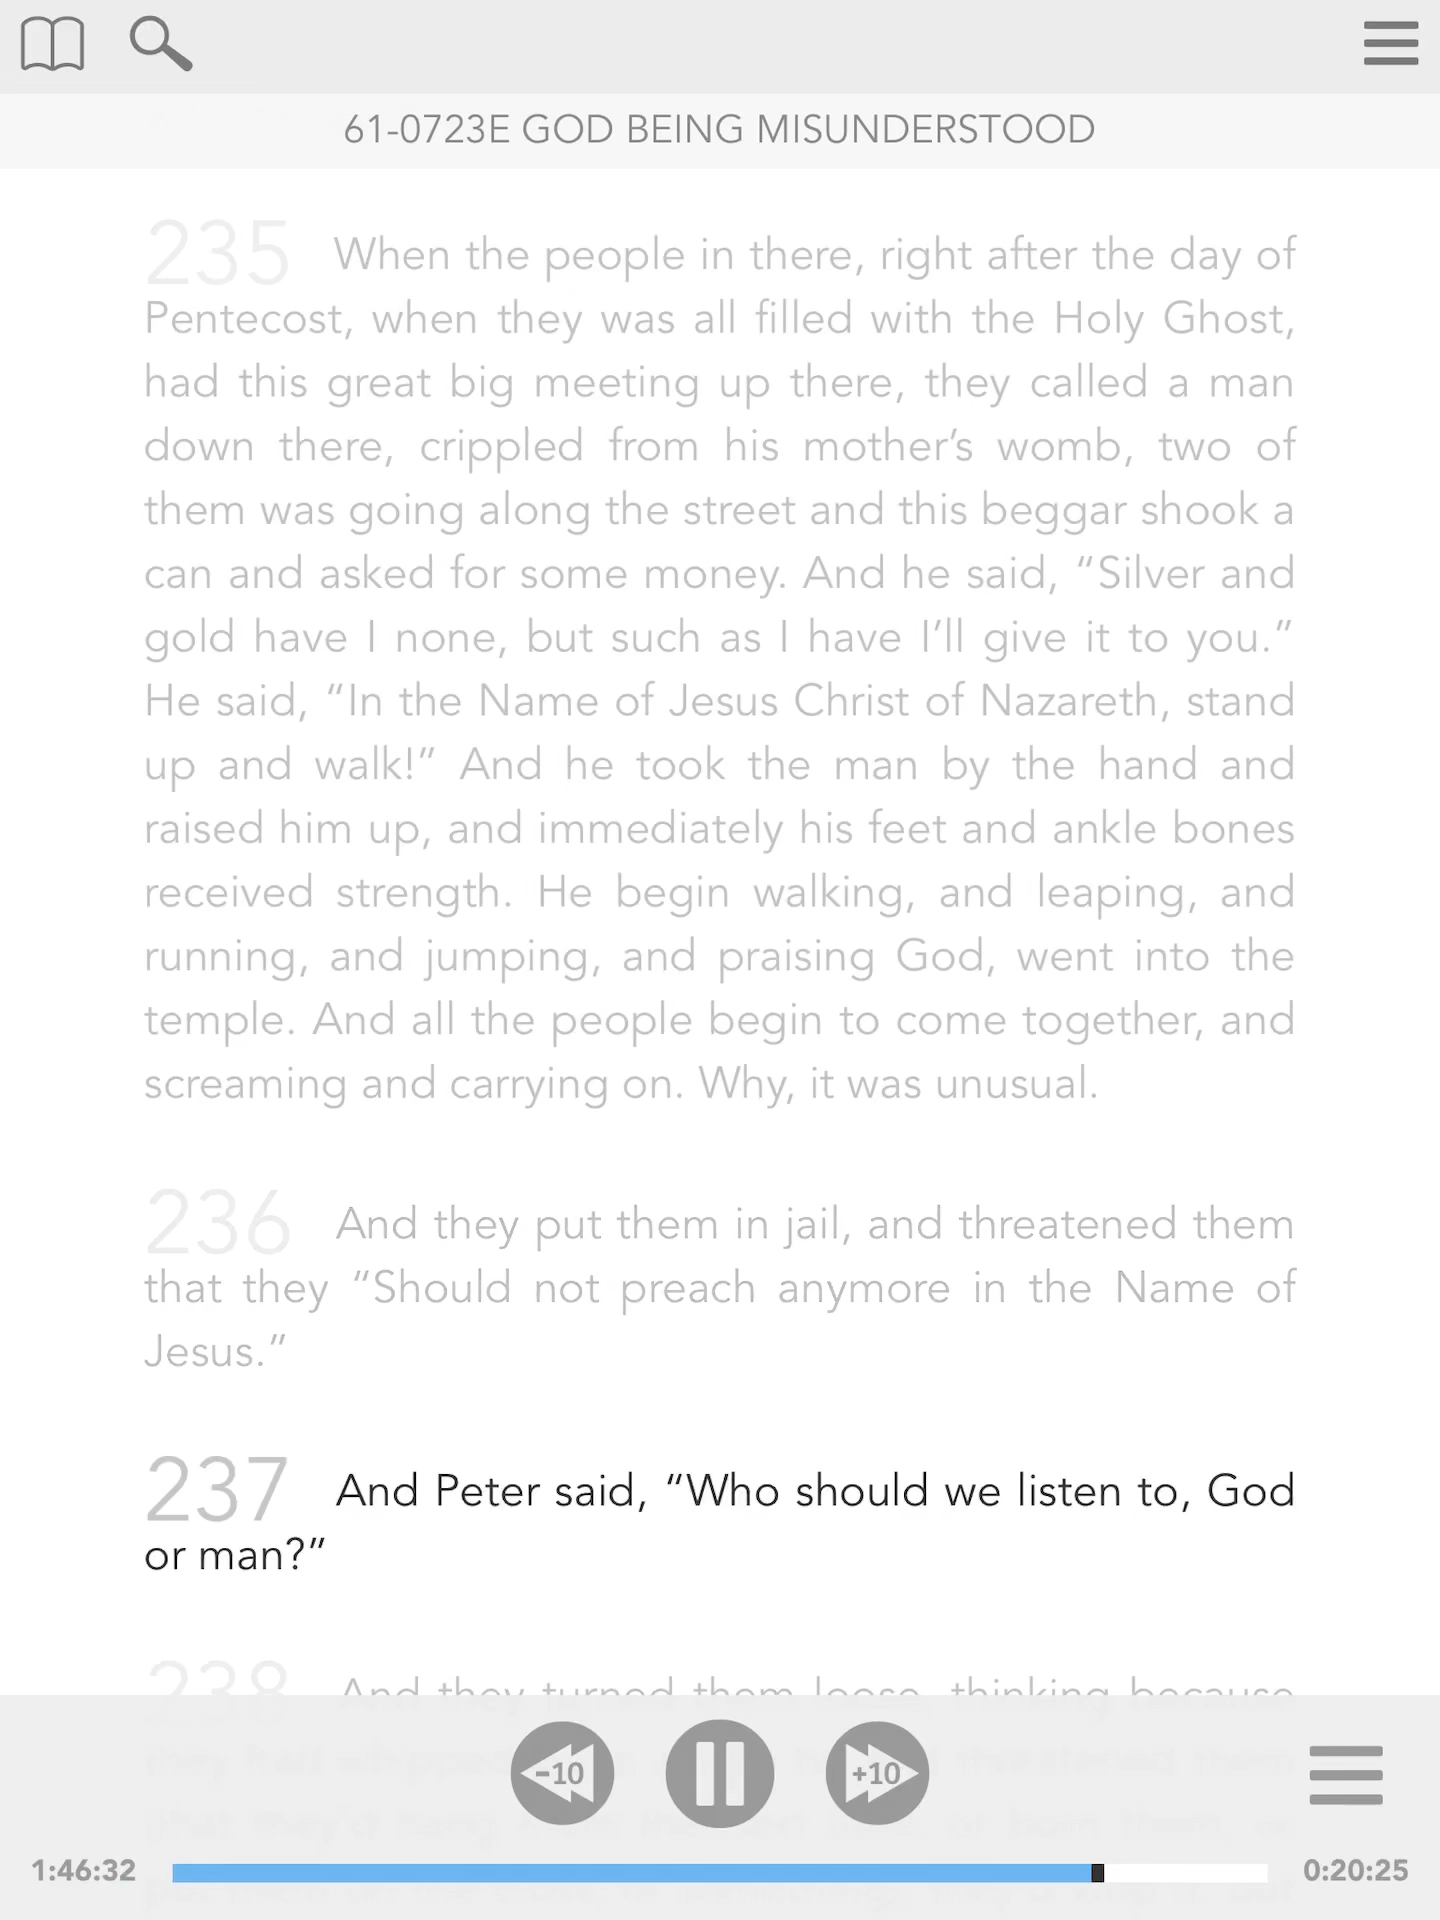 61-0723E GOD BEING MISUNDERSTOOD
235 When the people in there, right after the day of
Pentecost, when they was all filled with the Holy Ghost,
had this great big meeting up there, they called a man
down there, crippled from his mother’s womb, two of
them was going along the street and this beggar shook a
can and asked for some money. And he said, “Silver and
gold have I none, but such as I have I’ll give it to you.”
He said, “In the Name of Jesus Christ of Nazareth, stand
up and walk!” And he took the man by the hand and
raised him up, and immediately his feet and ankle bones
received strength. He begin walking, and leaping, and
running, and jumping, and praising God, went into the
temple. And all the people begin to come together, and
screaming and carrying on. Why, it was unusual.
236 And they put them in jail, and threatened them
that they “Should not preach anymore in the Name of
Jesus.”
237 And Peter said, “Who should we listen to, God
or man?”
238 And they turned them loose, thinking because
they had whipped threatened them
-10 +10
1:46:32 0:20:25